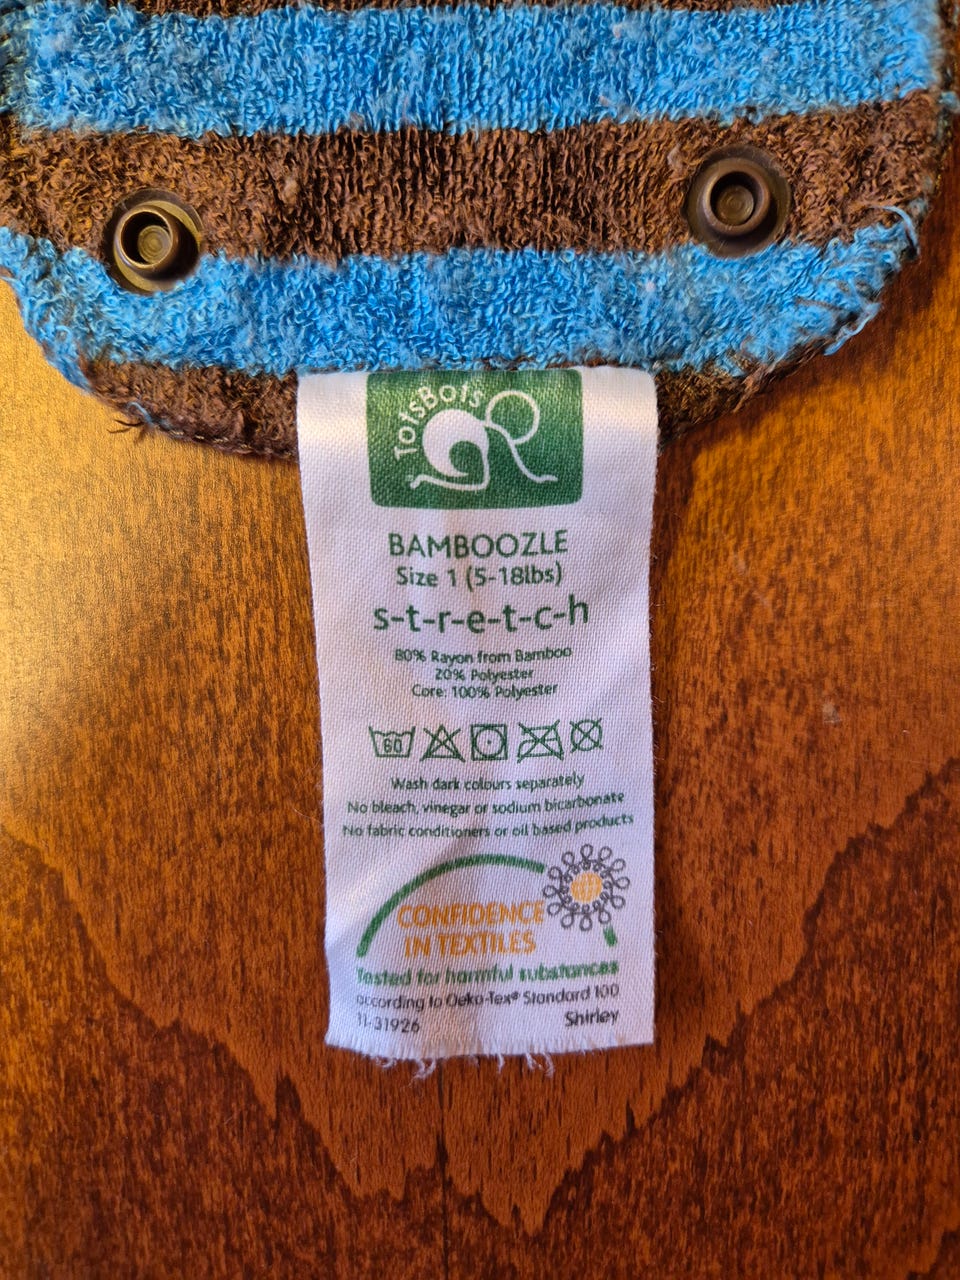 TotsBots
BAMBOOZLE
Size 1 (5-18lbs)
s-t-r-e-t-c-h
80% Rayon from Bamboo
20% Polyester
Core: 100% Polyester
60
Wash dark colours separately
No bleach, vinegar or sodium bicarbonate
No fabric conditioners or oil based products
CONFIDENCE
IN TEXTILES
Tested for harmful substances
according to Oeko-Tex® Standard 100
11-31926 Shirley